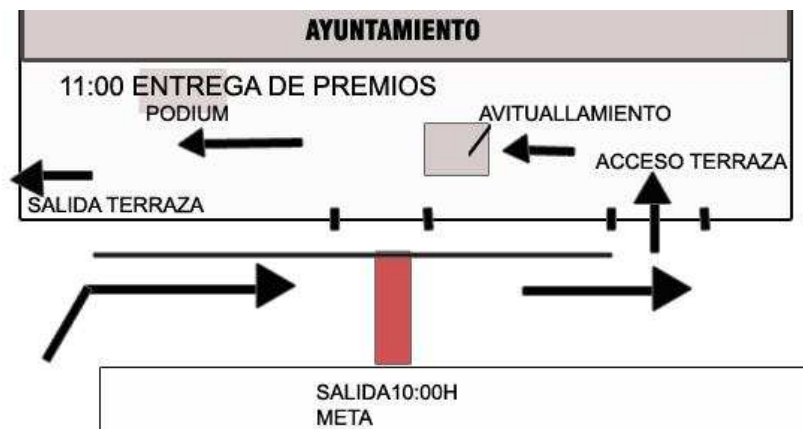 AYUNTAMIENTO
11:00 ENTREGA DE PREMIOS
PODIUM
AVITUALLAMIENTO
ACCESO TERRAZA
SALIDA TERRAZA
SALIDA10:00H
META